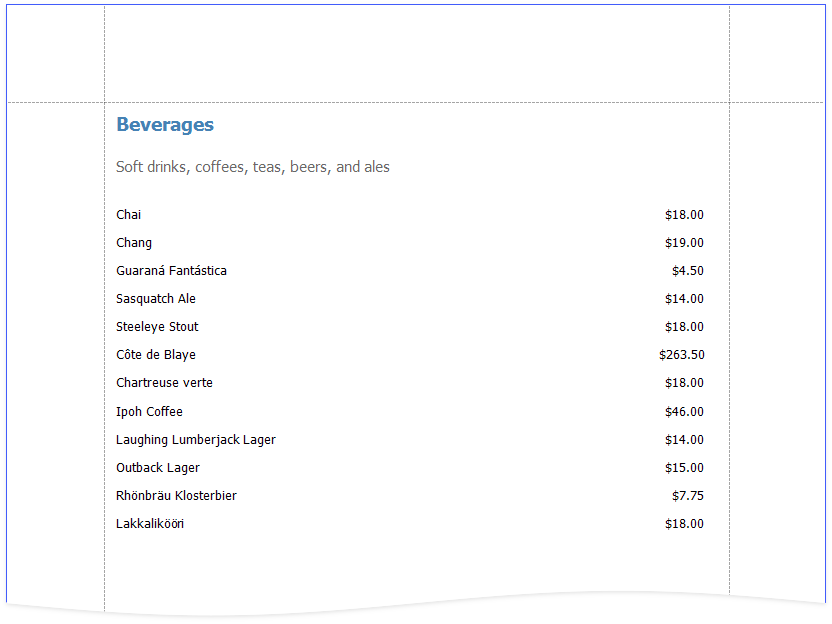 Beverages
Soft drinks, coffees, teas, beers, and ales
Chai $18.00
Chang $19.00
Guaraná Fantástica $4.50
Sasquatch Ale $14.00
Steeleye Stout $18.00
Côte de Blaye $263.50
Chartreuse verte $18.00
Ipoh Coffee $46.00
Laughing Lumberjack Lager $14.00
Outback Lager $15.00
Rhönbräu Klosterbier $7.75
Lakkalikööri $18.00